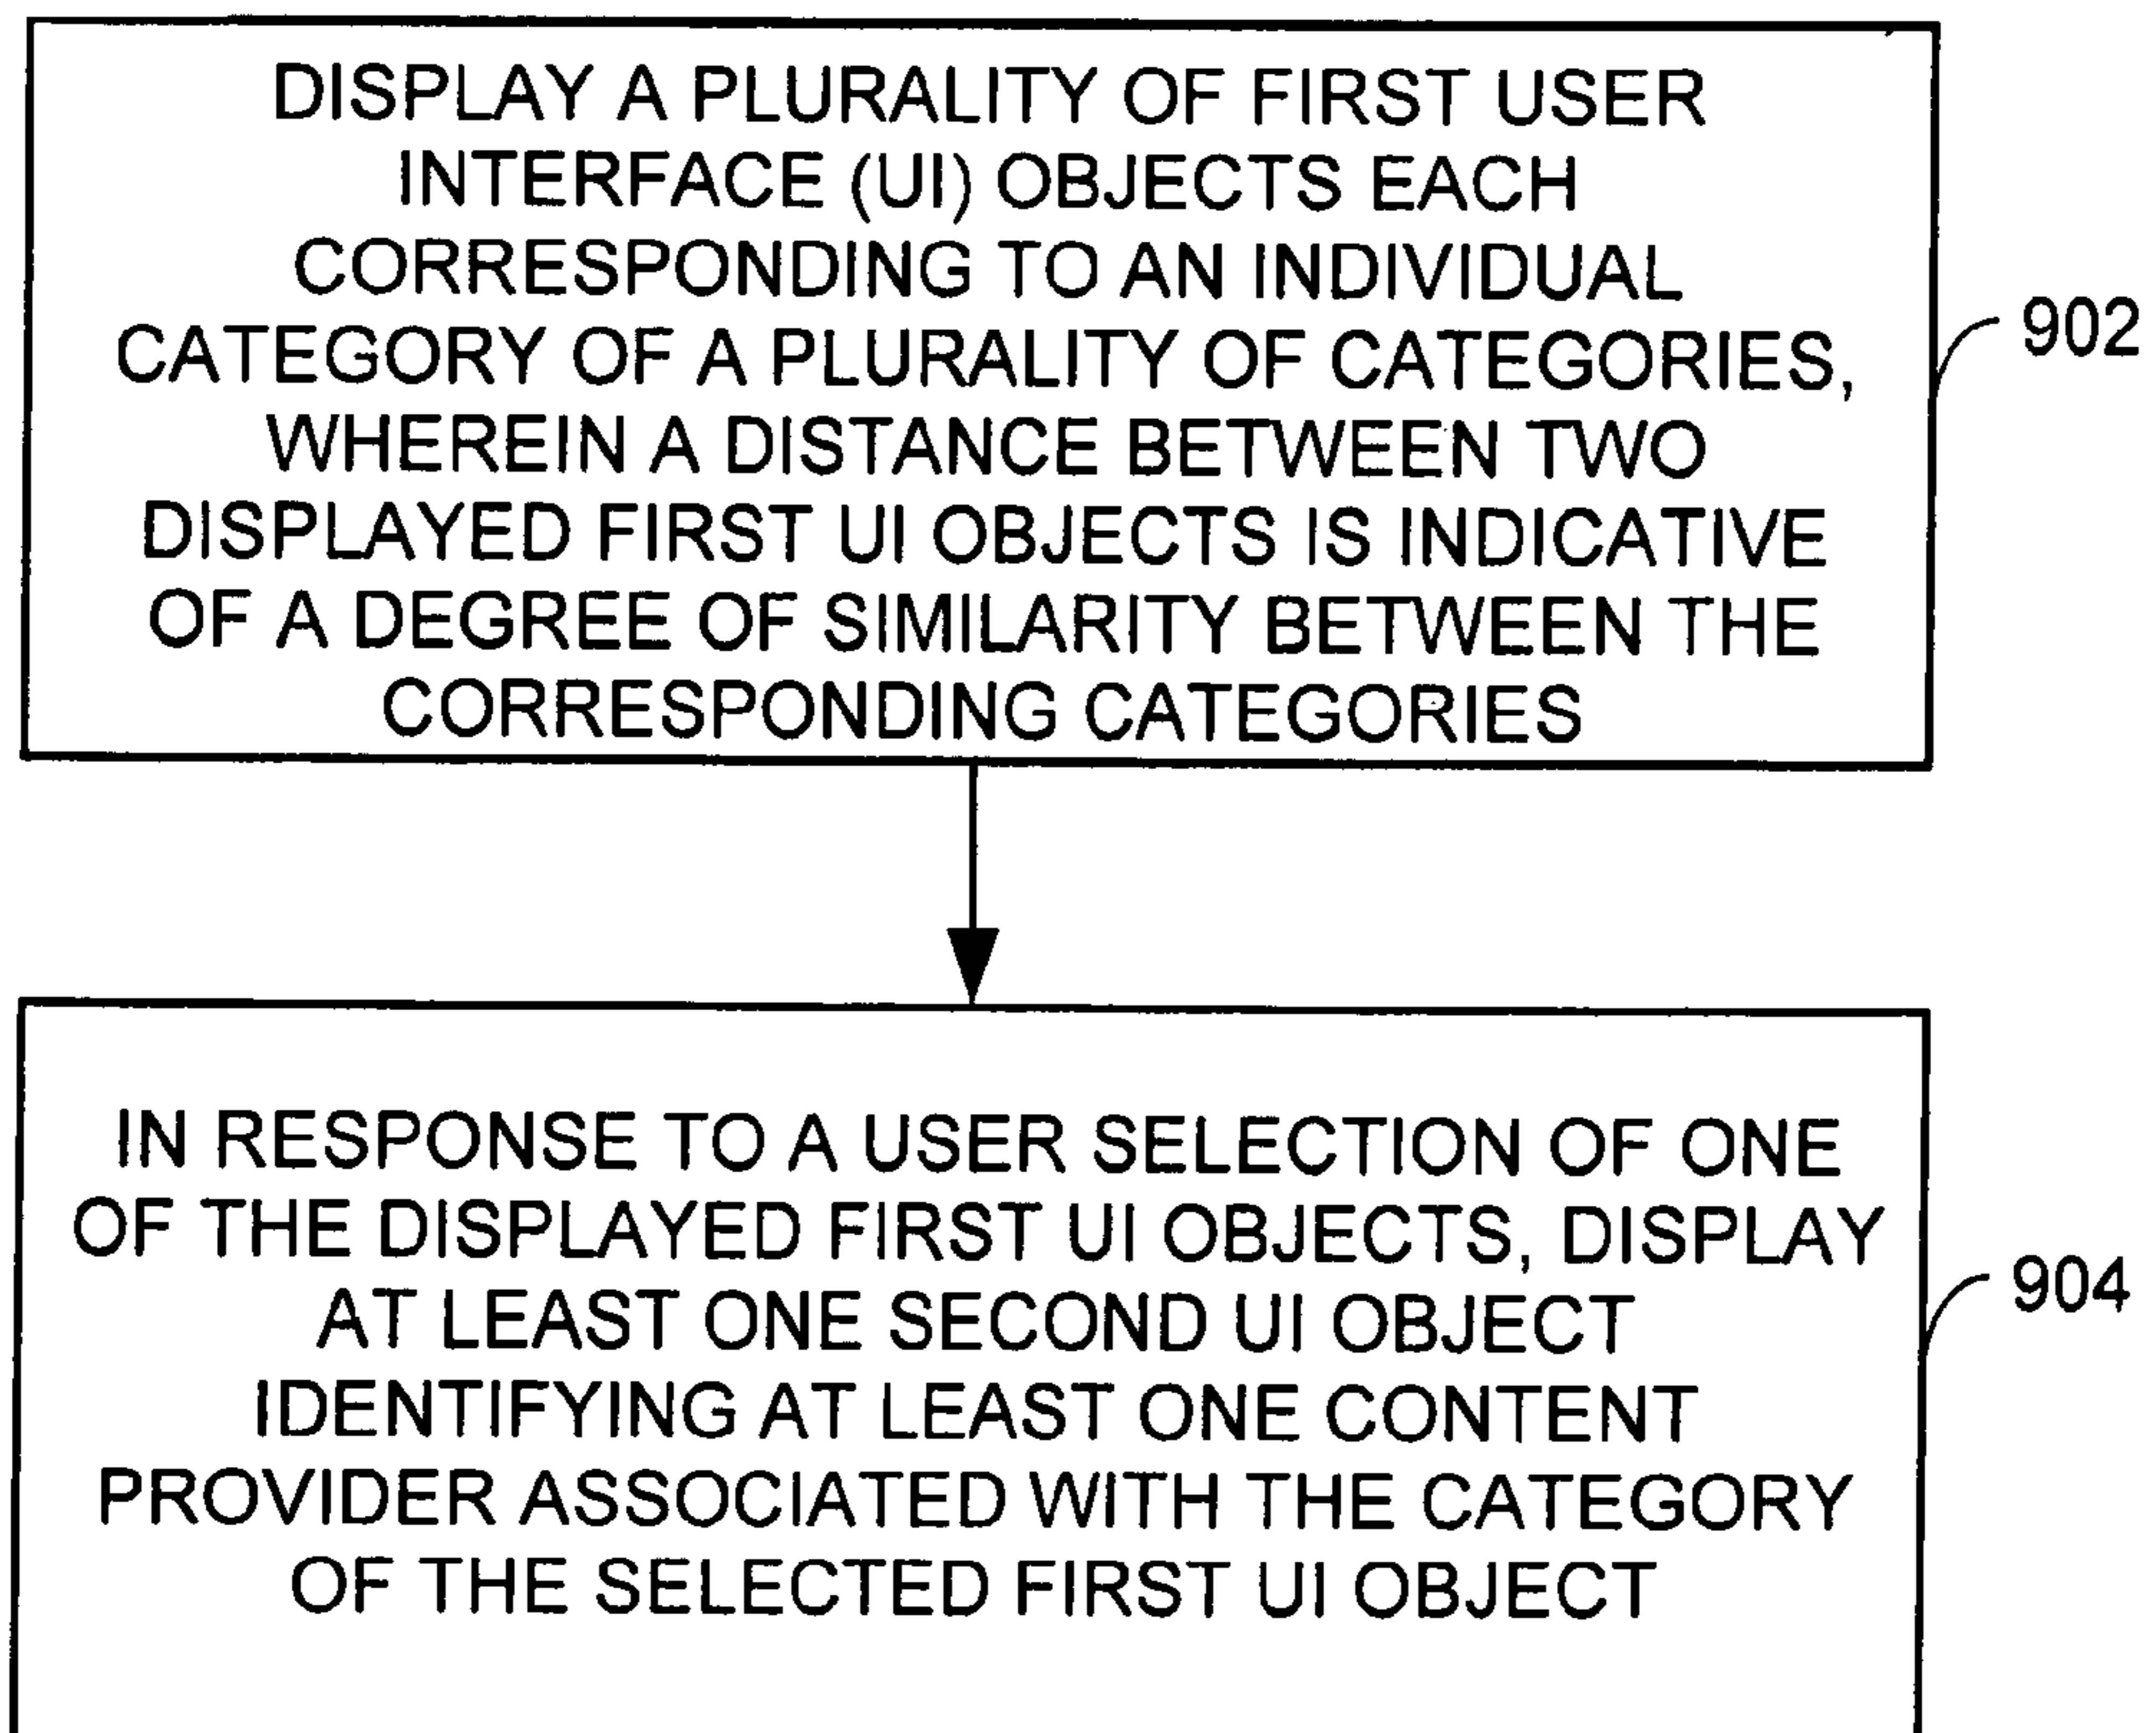 DISPLAY A PLURALITY OF FIRST USER
INTERFACE (UI) OBJECTS EACH
CORRESPONDING TO AN INDIVIDUAL
CATEGORY OF A PLURALITY OF CATEGORIES,
WHEREIN A DISTANCE BETWEEN TWO
DISPLAYED FIRST UI OBJECTS IS INDICATIVE
OF A DEGREE OF SIMILARITY BETWEEN THE
CORRESPONDING CATEGORIES
902
IN RESPONSE TO A USER SELECTION OF ONE
OF THE DISPLAYED FIRST UI OBJECTS, DISPLAY
AT LEAST ONE SECOND UI OBJECT
IDENTIFYING AT LEAST ONE CONTENT
PROVIDER ASSOCIATED WITH THE CATEGORY
OF THE SELECTED FIRST UI OBJECT
904